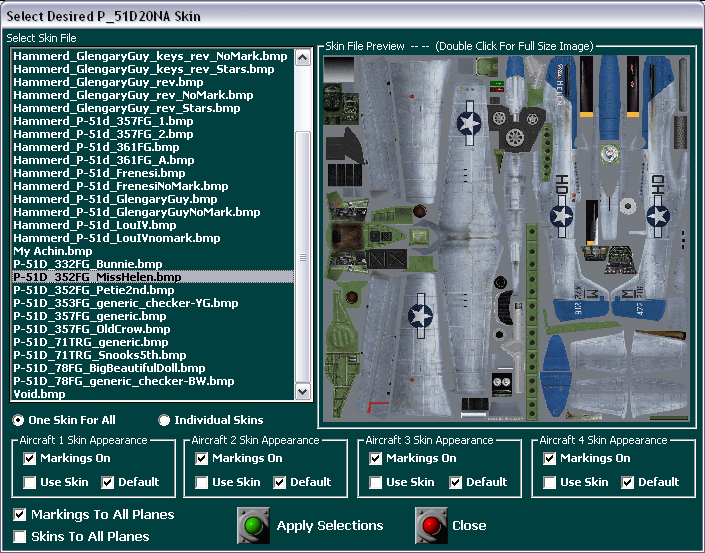 Select Desired P_51D20NA Skin
Select Skin File
Skin File Preview -- -- (Double Click For Full Size Image)
Hammerd_GlengaryGuy_keys_rev_NoMark.bmp
Hammerd_GlengaryGuy_keys_rev_Stars.bmp
Hammerd_GlengaryGuy_rev.bmp
Hammerd_GlengaryGuy_rev_NoMark.bmp
Hammerd_GlengaryGuy_rev_Stars.bmp
Hammerd_P-51d_357FG_1.bmp
Hammerd_P-51d_357FG_2.bmp
Hammerd_P-51d_361FG.bmp
Hammerd_P-51d_361FG_A.bmp
Hammerd_P-51d_Frenesi.bmp
Hammerd_P-51d_FrenesiNoMark.bmp
Hammerd_P-51d_GlengaryGuy.bmp
Hammerd_P-51d_GlengaryGuyNoMark.bmp
Hammerd_P-51d_LouIV.bmp
Hammerd_P-51d_LouIVnomark.bmp
My Achin.bmp
P-51D_332FG_Bunnie.bmp
P-51D_352FG_MissHelen.bmp
P-51D_352FG_Petie2nd.bmp
P-51D_353FG_generic_checker-YG.bmp
P-51D_357FG_generic.bmp
P-51D_357FG_OldCrow.bmp
P-51D_71TRG_generic.bmp
P-51D_71TRG_Snooks5th.bmp
P-51D_78FG_BigBeautifulDoll.bmp
P-51D_78FG_generic_checker-BW.bmp
Void.bmp
HELEN
M
M
One Skin For All
Individual Skins
Aircraft 1 Skin Appearance
Markings On
Use Skin
Default
Aircraft 2 Skin Appearance
Markings On
Use Skin
Default
Aircraft 3 Skin Appearance
Markings On
Use Skin
Default
Aircraft 4 Skin Appearance
Markings On
Use Skin
Default
Markings To All Planes
Skins To All Planes
Apply Selections
Close